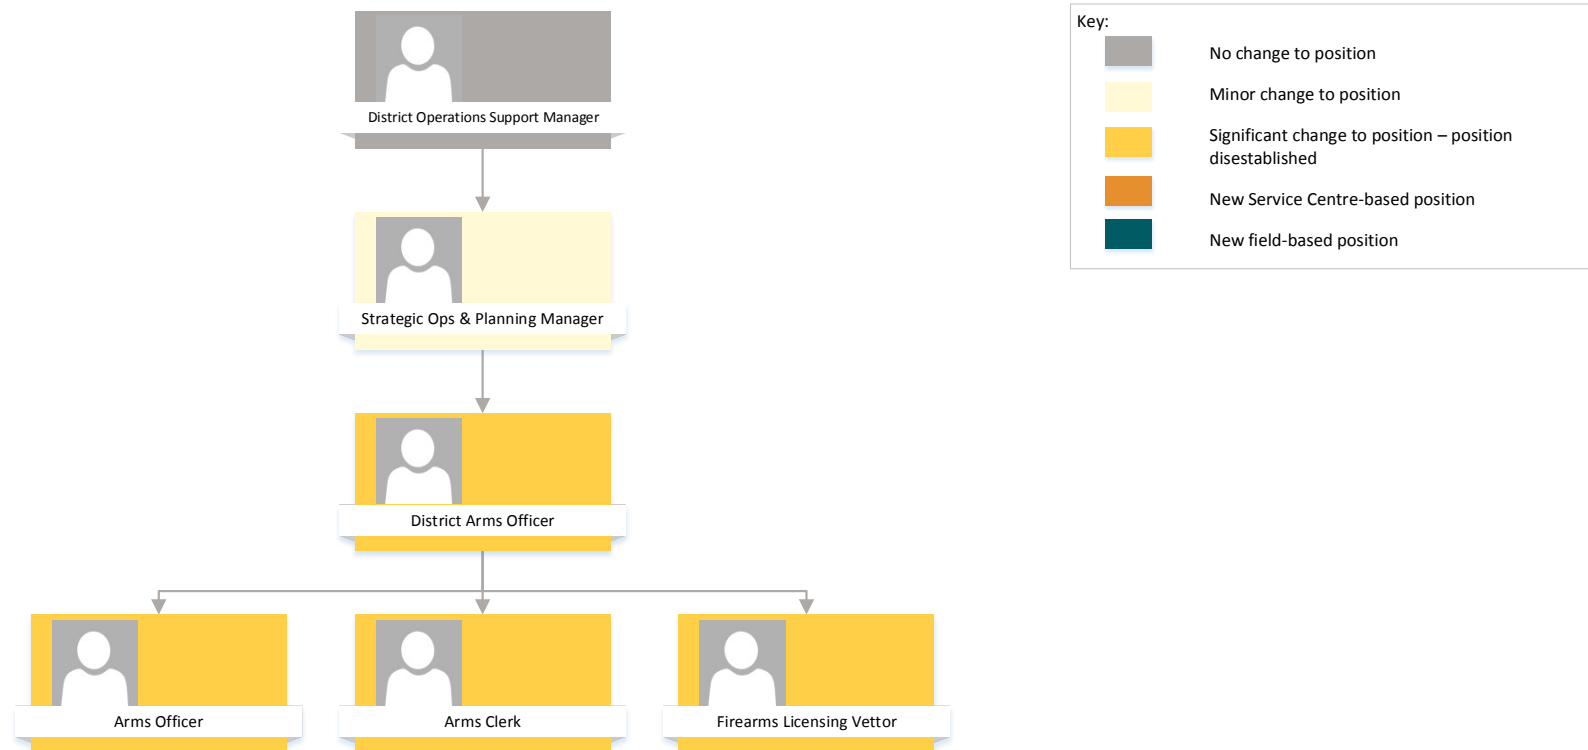 District Operations Support Manager
Strategic Ops & Planning Manager
District Arms Officer
Arms Officer
Arms Clerk
Firearms Licensing Vettor
Key:
No change to position
Minor change to position
Significant change to position – position
disestablished
New Service Centre-based position
New field-based position